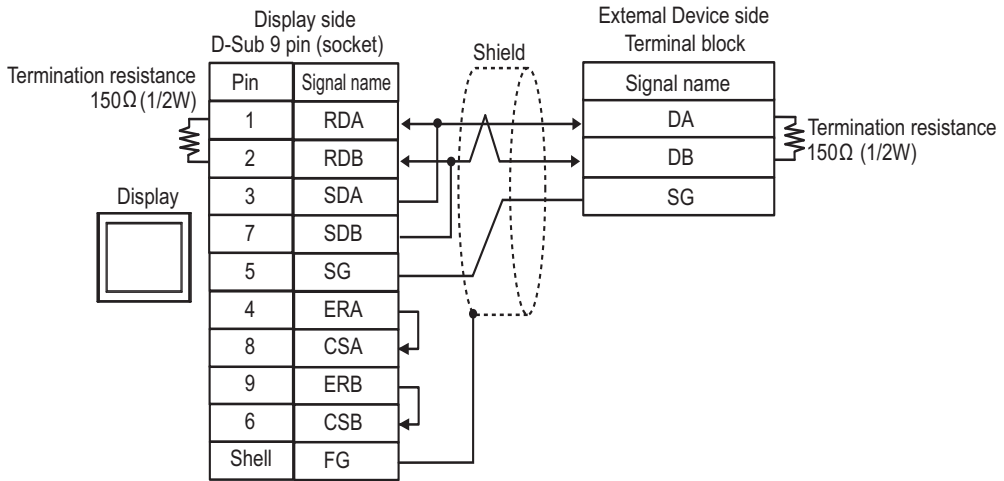 Display side
D-Sub 9 pin (socket)
External Device side
Terminal block
Shield
Termination resistance
150Ω (1/2W)
Pin Signal name
1 RDA
2 RDB
3 SDA
7 SDB
5 SG
4 ERA
8 CSA
9 ERB
6 CSB
Shell FG
Display
Signal name
DA
DB
SG
Termination resistance
150Ω (1/2W)